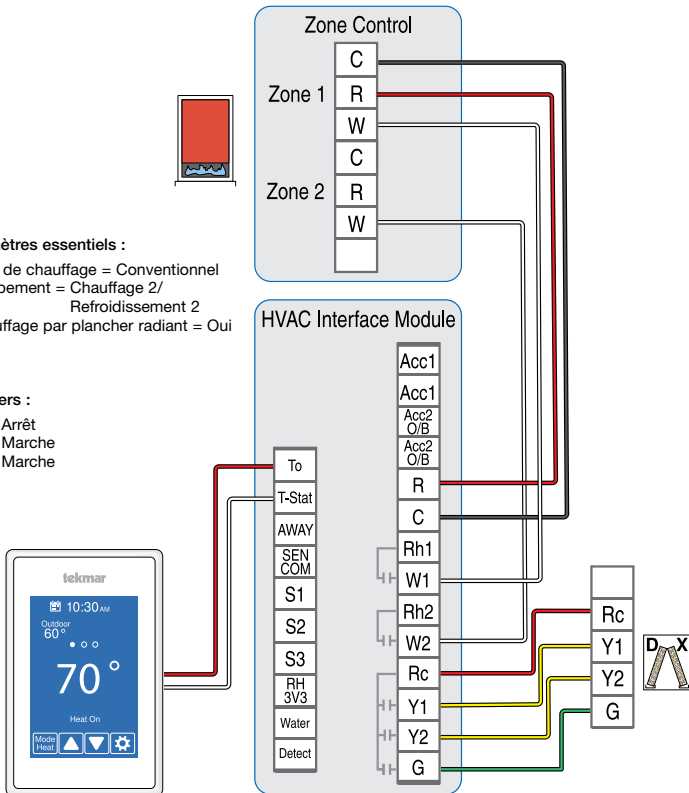 Zone Control
C
Zone 1 R
W
C
Zone 2 R
W
ètres essentiels :
de chauffage = Conventionnel
pement = Chauffage 2/
Refroidissement 2
uffage par plancher radiant = Oui
ers :
Arrêt
Marche
Marche
HVAC Interface Module
Acc1
Acc1
Acc2
O/B
Acc2
O/B
R
C
Rh1
W1
Rh2
W2
Rc
Y1
Y2
G
To
T-Stat
AWAY
SEN
COM
S1
S2
S3
RH
3V3
Water
Detect
tekmar
10:30 AM
Outdoor
60°
70°
Heat On
Mode
Heat
Rc
Y1
Y2
G
D X